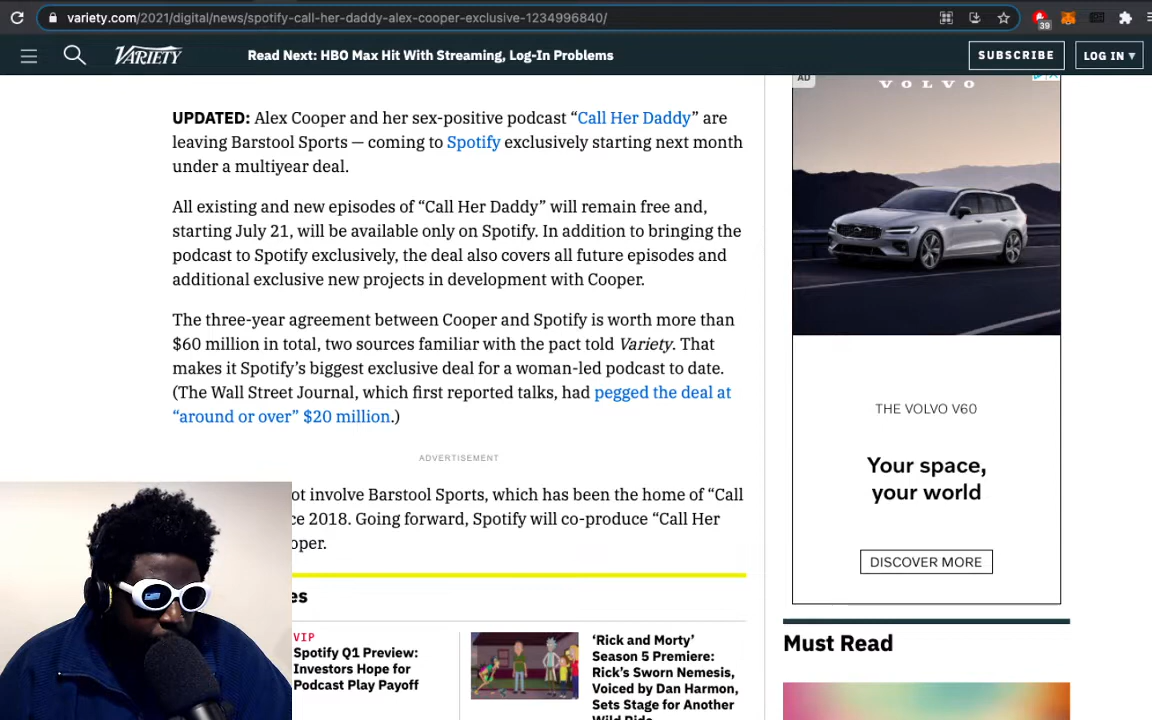 variety.com/2021/digital/news/spotify-call-her-daddy-alex-cooper-exclusive-1234996840/
39
VARIETY
Read Next: HBO Max Hit With Streaming, Log-In Problems
SUBSCRIBE
LOG IN ▾
UPDATED: Alex Cooper and her sex-positive podcast “Call Her Daddy” are
leaving Barstool Sports — coming to Spotify exclusively starting next month
under a multiyear deal.
All existing and new episodes of “Call Her Daddy” will remain free and,
starting July 21, will be available only on Spotify. In addition to bringing the
podcast to Spotify exclusively, the deal also covers all future episodes and
additional exclusive new projects in development with Cooper.
The three-year agreement between Cooper and Spotify is worth more than
$60 million in total, two sources familiar with the pact told Variety. That
makes it Spotify’s biggest exclusive deal for a woman-led podcast to date.
(The Wall Street Journal, which first reported talks, had pegged the deal at
“around or over” $20 million.)
ADVERTISEMENT
ot involve Barstool Sports, which has been the home of “Call
ce 2018. Going forward, Spotify will co-produce “Call Her
oper.
es
VIP
Spotify Q1 Preview:
Investors Hope for
Podcast Play Payoff
‘Rick and Morty’
Season 5 Premiere:
Rick’s Sworn Nemesis,
Voiced by Dan Harmon,
Sets Stage for Another
Wild Ride
AD
VOLVO
THE VOLVO V60
Your space,
your world
DISCOVER MORE
Must Read